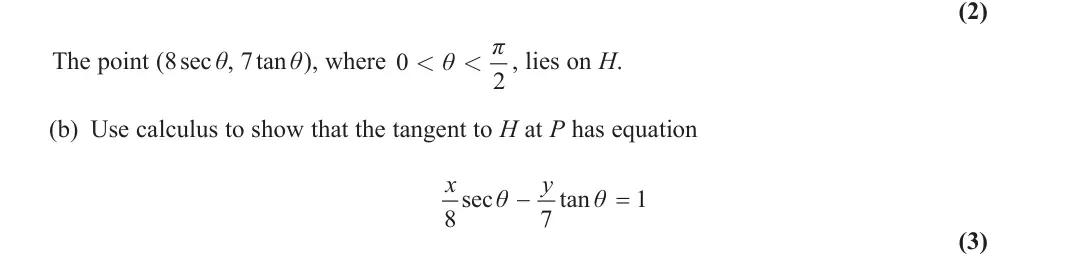 (2)
The point (8 sec θ, 7 tan θ), where 0 < θ < π/2, lies on H.
(b) Use calculus to show that the tangent to H at P has equation
x/8 sec θ − y/7 tan θ = 1
(3)